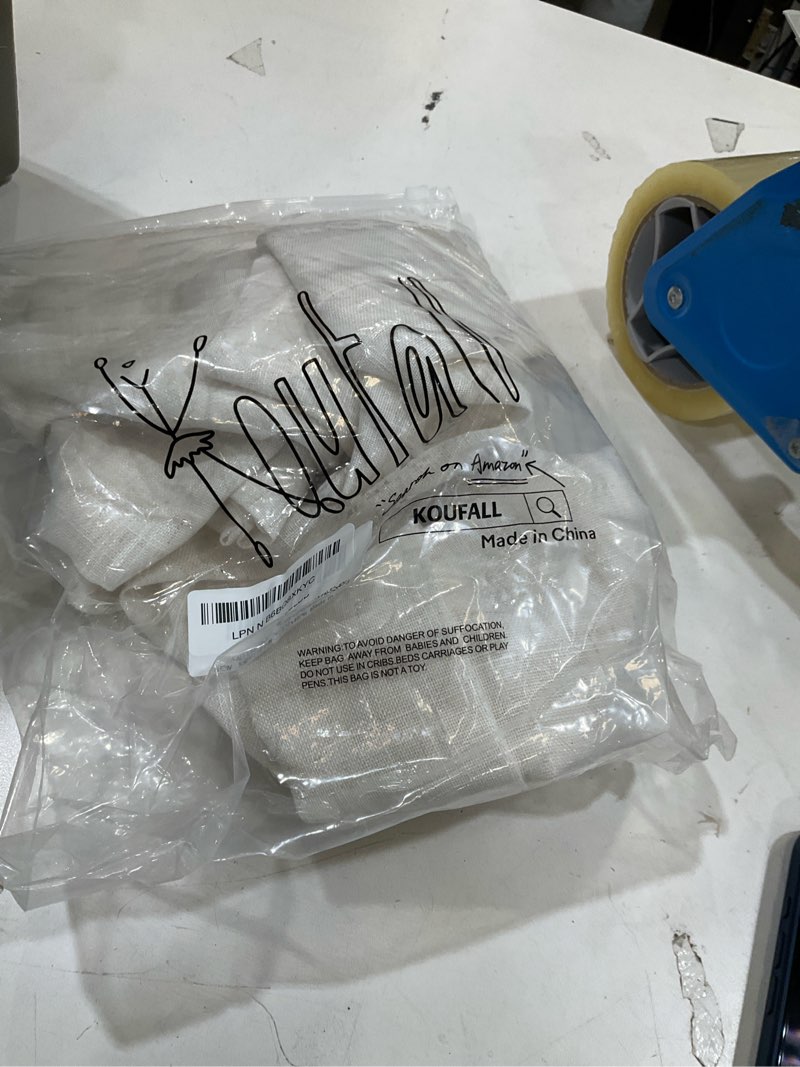 Koufall
"Search on Amazon"
KOUFALL
Made in China
WARNING:TO AVOID DANGER OF SUFFOCATION,
KEEP BAG AWAY FROM BABIES AND CHILDREN.
DO NOT USE IN CRIBS.BEDS CARRIAGES OR PLAY
PENS.THIS BAG IS NOT A TOY.
LPN